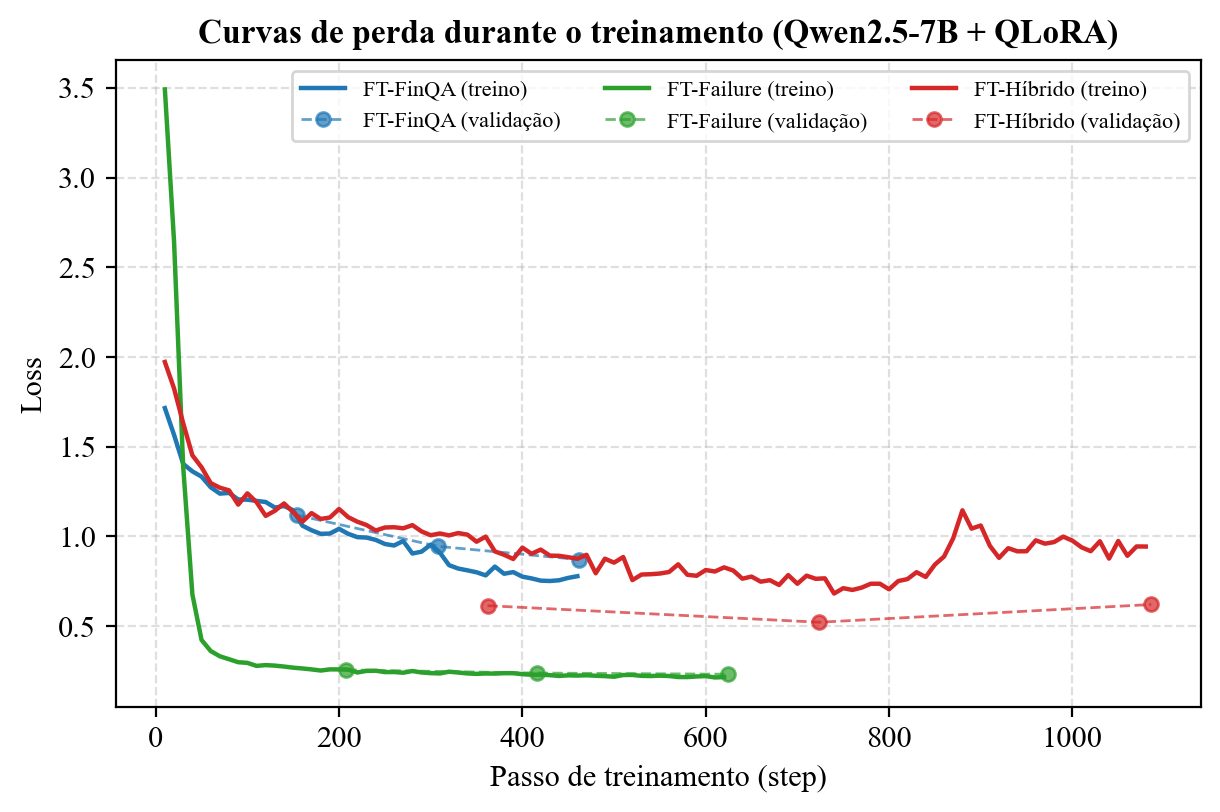 Curvas de perda durante o treinamento (Qwen2.5-7B + QLoRA)
FT-FinQA (treino)
FT-FinQA (validação)
FT-Failure (treino)
FT-Failure (validação)
FT-Híbrido (treino)
FT-Híbrido (validação)
Loss
3.5
3.0
2.5
2.0
1.5
1.0
0.5
0 200 400 600 800 1000
Passo de treinamento (step)